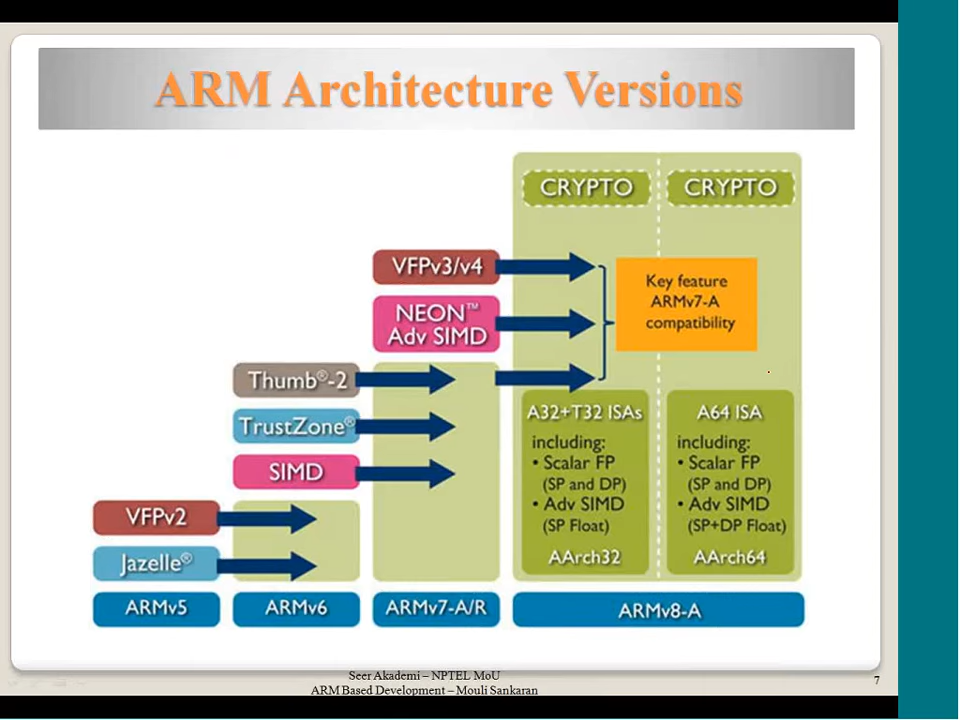 ARM Architecture Versions
CRYPTO
CRYPTO
VFPv3/v4
NEON™
Adv SIMD
Key feature
ARMv7-A
compatibility
Thumb®-2
TrustZone®
SIMD
VFPv2
Jazelle®
A32+T32 ISAs
including:
• Scalar FP
(SP and DP)
• Adv SIMD
(SP Float)
AArch32
A64 ISA
including:
• Scalar FP
(SP and DP)
• Adv SIMD
(SP+DP Float)
AArch64
ARMv5
ARMv6
ARMv7-A/R
ARMv8-A
Seer Akademi – NPTEL MoU
ARM Based Development – Mouli Sankaran
7